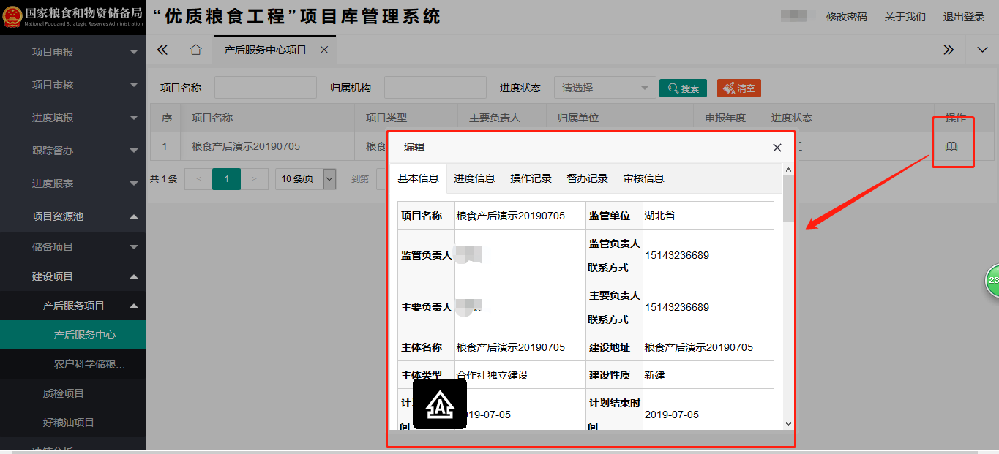 国家粮食和物资储备局
National Foodand Strategic Reserves Administration
“优质粮食工程”项目库管理系统
修改密码 关于我们 退出登录
项目申报
项目审核
进度填报
跟踪督办
进度报表
项目资源池
储备项目
建设项目
产后服务项目
产后服务中心...
农户科学储粮...
质检项目
好粮油项目
产后服务中心项目
项目名称 归属机构 进度状态 请选择 搜索 清空
序 项目名称 项目类型 主要负责人 归属单位 申报年度 进度状态 操作
1 粮食产后演示20190705 粮食
共 1 条 < 1 > 10 条/页 到第
编辑
基本信息 进度信息 操作记录 督办记录 审核信息
项目名称 粮食产后演示20190705 监管单位 湖北省
监管负责人 监管负责人联系方式 15143236689
主要负责人 主要负责人联系方式 15143236689
主体名称 粮食产后演示20190705 建设地址 粮食产后演示20190705
主体类型 合作社独立建设 建设性质 新建
计 间 19-07-05 计划结束时间 2019-07-05
A
23